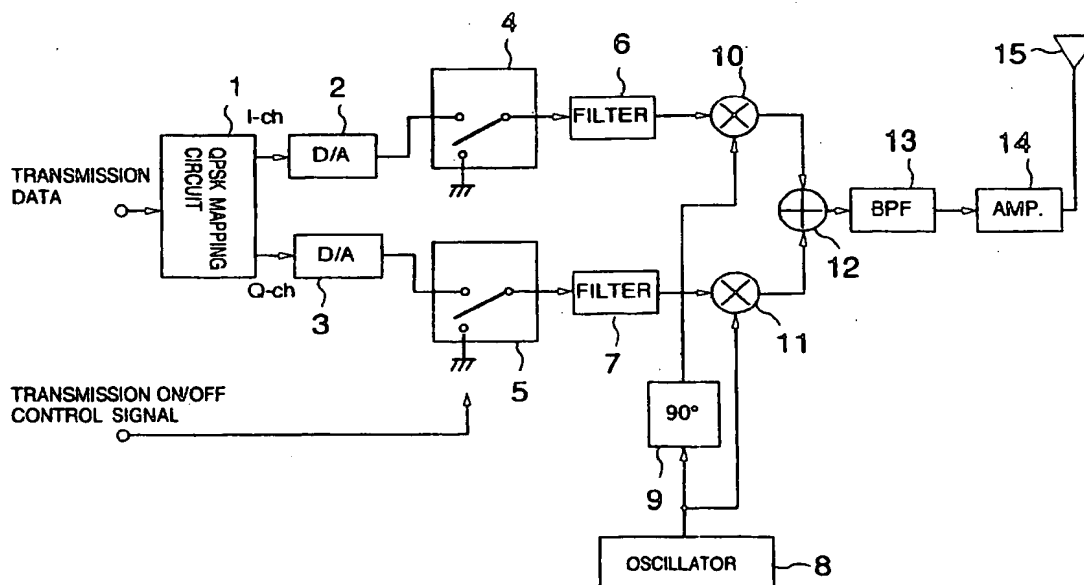 4
6
10
15
1
I-ch
2
FILTER
13
14
D/A
TRANSMISSION
DATA
QPSK MAPPING
CIRCUIT
BPF
AMP.
12
D/A
FILTER
Q-ch
3
11
7
5
TRANSMISSION ON/OFF
CONTROL SIGNAL
90°
9
OSCILLATOR
8